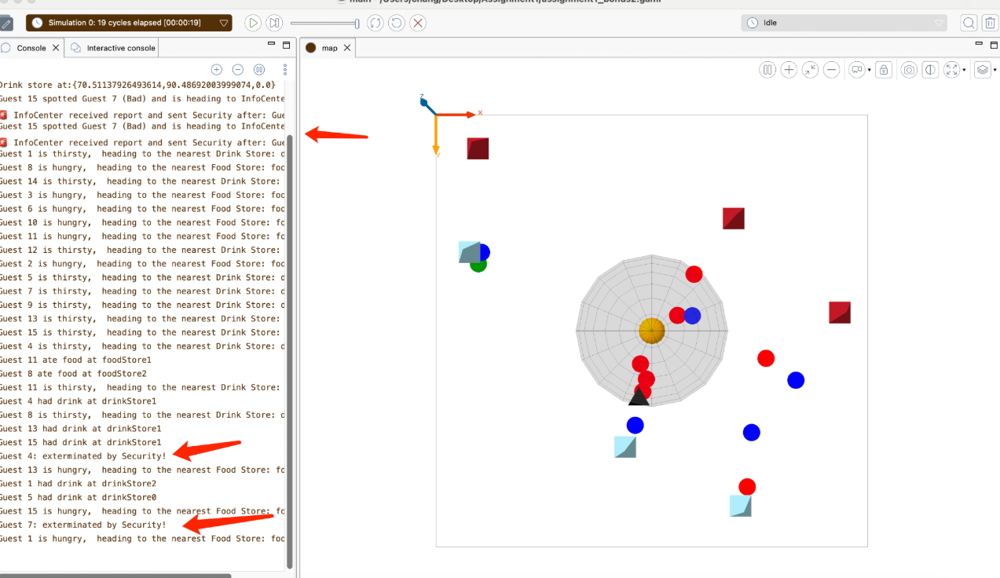 main - /Users/chang/Desktop/Assignment1/assignment1_bonus2.gaml
Simulation 0: 19 cycles elapsed [00:00:19]
Idle
Console
Interactive console
map
Drink store at:{70.51137926493614,90.48692003999074,0.0}
Guest 15 spotted Guest 7 (Bad) and is heading to InfoCente
🚨 InfoCenter received report and sent Security after: Gue
Guest 15 spotted Guest 7 (Bad) and is heading to InfoCente
🚨 InfoCenter received report and sent Security after: Gue
Guest 1 is thirsty,  heading to the nearest Drink Store: d
Guest 8 is hungry,  heading to the nearest Food Store: foc
Guest 14 is thirsty,  heading to the nearest Drink Store:
Guest 3 is hungry,  heading to the nearest Food Store: foc
Guest 6 is hungry,  heading to the nearest Food Store: foc
Guest 10 is hungry,  heading to the nearest Food Store: fc
Guest 11 is hungry,  heading to the nearest Food Store: fc
Guest 12 is thirsty,  heading to the nearest Drink Store:
Guest 2 is hungry,  heading to the nearest Food Store: foc
Guest 5 is thirsty,  heading to the nearest Drink Store: d
Guest 7 is thirsty,  heading to the nearest Drink Store: d
Guest 9 is thirsty,  heading to the nearest Drink Store: d
Guest 13 is thirsty,  heading to the nearest Drink Store:
Guest 15 is thirsty,  heading to the nearest Drink Store:
Guest 4 is thirsty,  heading to the nearest Drink Store: d
Guest 11 ate food at foodStore1
Guest 8 ate food at foodStore2
Guest 11 is thirsty,  heading to the nearest Drink Store:
Guest 4 had drink at drinkStore1
Guest 8 is thirsty,  heading to the nearest Drink Store: d
Guest 13 had drink at drinkStore1
Guest 15 had drink at drinkStore1
Guest 4: exterminated by Security!
Guest 13 is hungry,  heading to the nearest Food Store: fc
Guest 1 had drink at drinkStore2
Guest 5 had drink at drinkStore0
Guest 15 is hungry,  heading to the nearest Food Store: fc
Guest 7: exterminated by Security!
Guest 1 is hungry,  heading to the nearest Food Store: foc
Z
X
Y